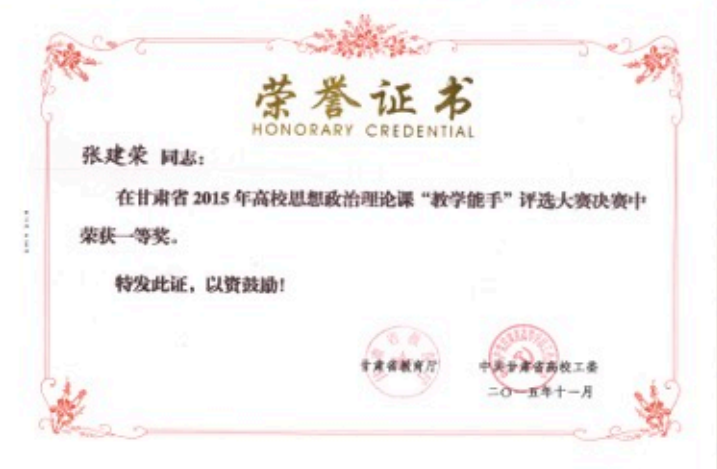 荣誉证书
HONORARY CREDENTIAL
张建荣 同志：
在甘肃省2015年高校思想政治理论课“教学能手”评选大赛决赛中
荣获一等奖。
特发此证，以资鼓励！
甘肃省教育厅 中共甘肃省高校工委
二〇一五年十一月